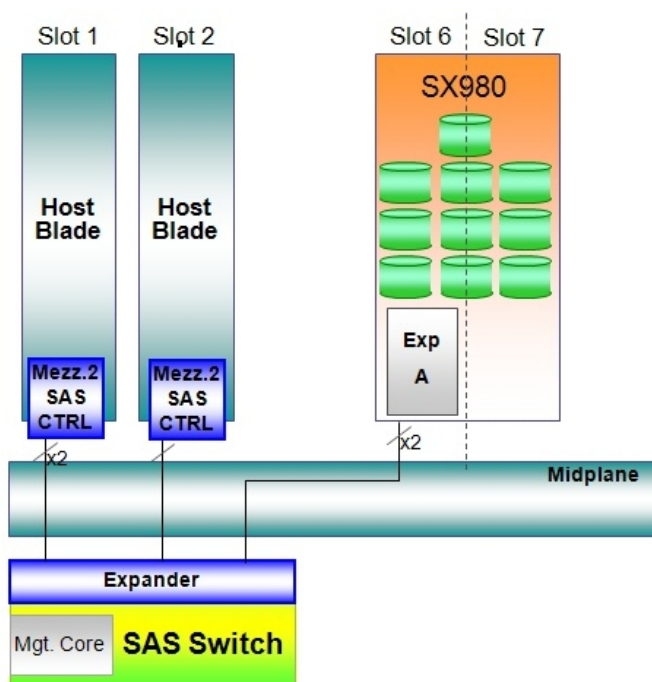 Slot 1
Slot 2
Slot 6
Slot 7
SX980
Host
Blade
Host
Blade
Exp
A
Mezz.2
SAS
CTRL
Mezz.2
SAS
CTRL
x2
x2
Midplane
Expander
Mgt. Core
SAS Switch